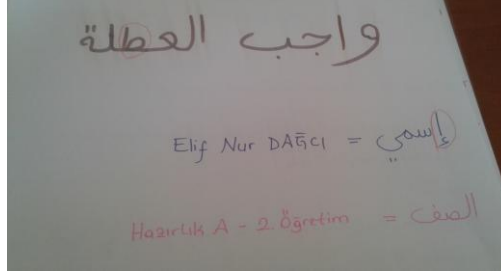 واجب العطلة
إسمي = Elif Nur DAĞCI
الصف = Hazırlık A - 2. Öğretim